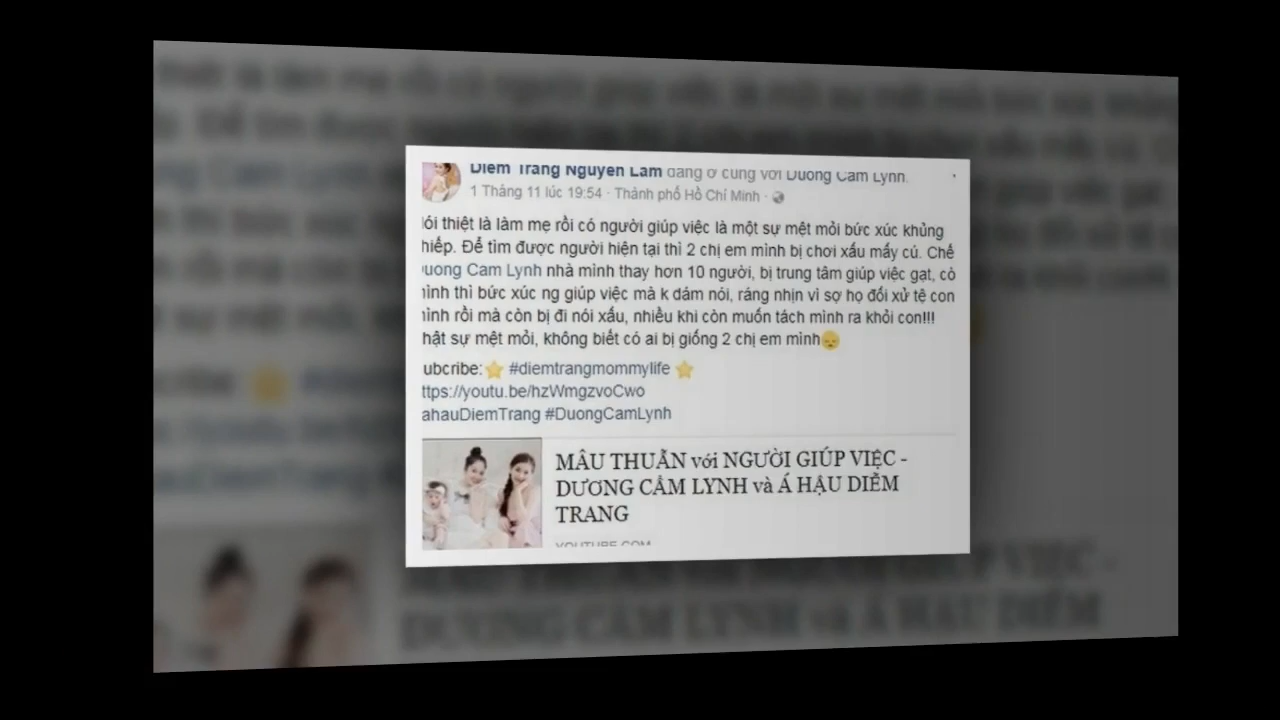 Diem Trang Nguyen Lam đang ở cùng với Duong Cam Lynh.
1 Tháng 11 lúc 19:54 · Thành phố Hồ Chí Minh ·
ói thiệt là làm mẹ rồi có người giúp việc là một sự mệt mỏi bức xúc khủng
hiếp. Để tìm được người hiện tại thì 2 chị em mình bị chơi xấu mấy cú. Chế
uong Cam Lynh nhà mình thay hơn 10 người, bị trung tâm giúp việc gạt, có
ình thì bức xúc ng giúp việc mà k dám nói, ráng nhịn vì sợ họ đối xử tệ con
ình rồi mà còn bị đi nói xấu, nhiều khi còn muốn tách mình ra khỏi con!!!
hật sự mệt mỏi, không biết có ai bị giống 2 chị em mình😞
ubcribe:⭐ #diemtrangmommylife ⭐
ttps://youtu.be/hzWmgzvoCwo
ahauDiemTrang #DuongCamLynh
MÂU THUẪN với NGƯỜI GIÚP VIỆC -
DƯƠNG CẨM LYNH và Á HẬU DIỄM
TRANG
YOUTUBE.COM